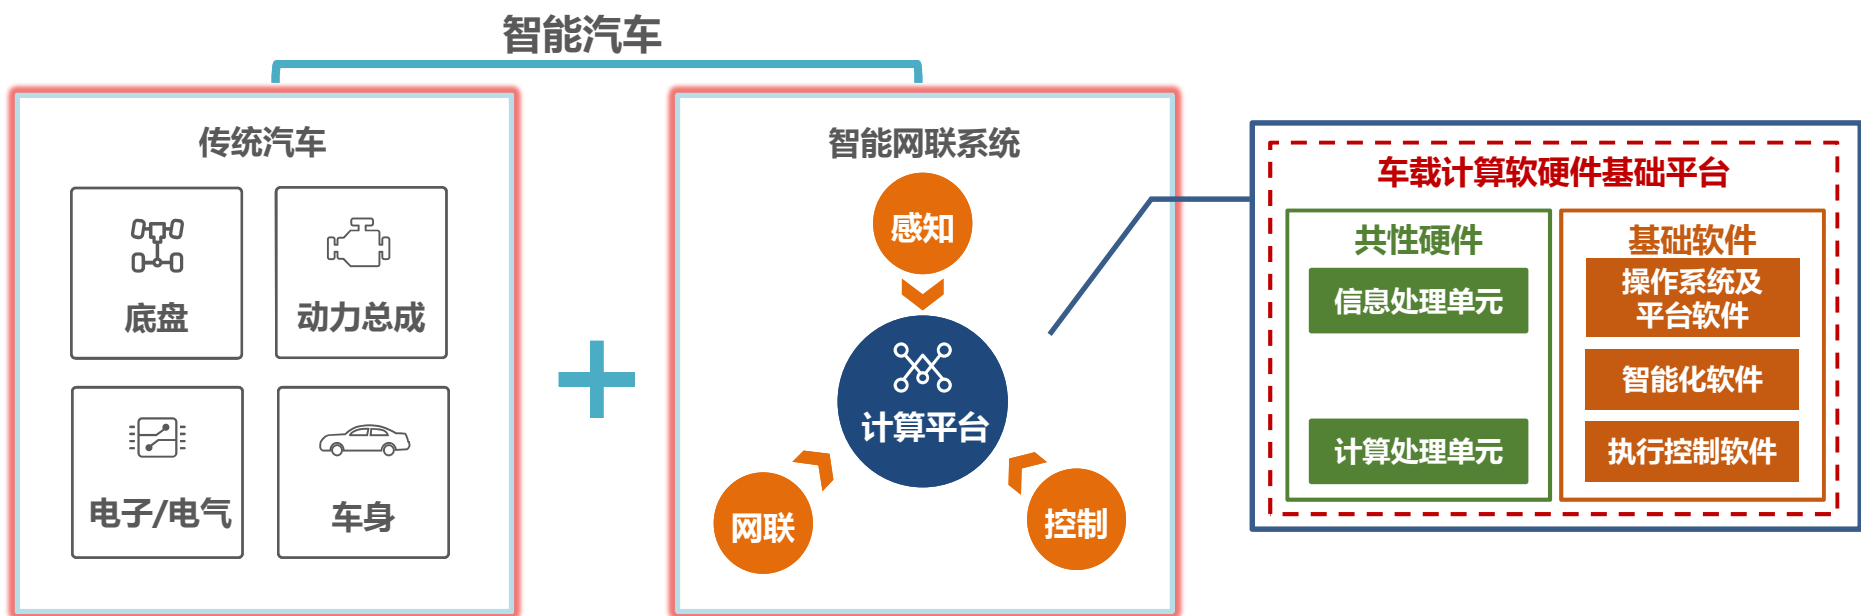 智能汽车
传统汽车
底盘
动力总成
电子/电气
车身
智能网联系统
感知
计算平台
网联
控制
车载计算软硬件基础平台
共性硬件
信息处理单元
计算处理单元
基础软件
操作系统及
平台软件
智能化软件
执行控制软件